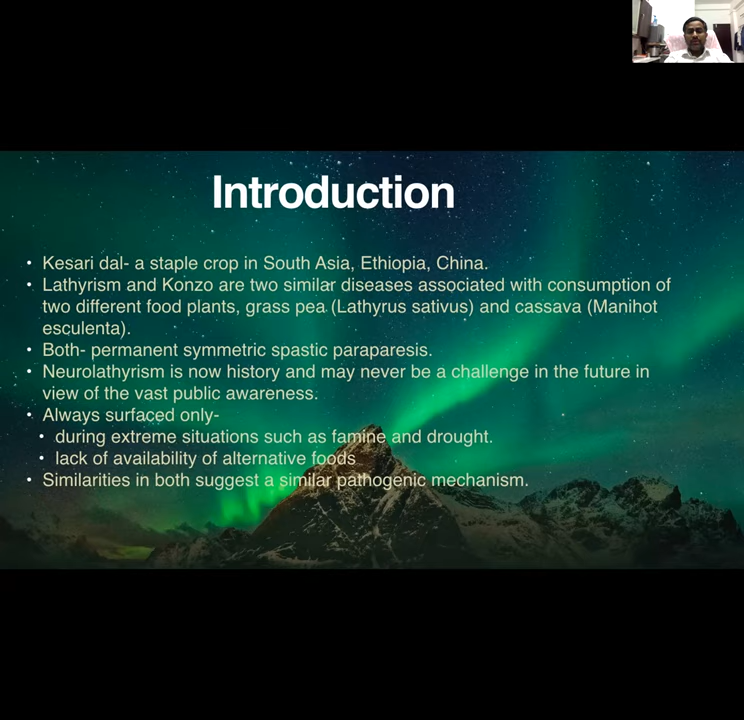 Introduction
• Kesari dal- a staple crop in South Asia, Ethiopia, China.
• Lathyrism and Konzo are two similar diseases associated with consumption of
two different food plants, grass pea (Lathyrus sativus) and cassava (Manihot
esculenta).
• Both- permanent symmetric spastic paraparesis.
• Neurolathyrism is now history and may never be a challenge in the future in
view of the vast public awareness.
• Always surfaced only-
• during extreme situations such as famine and drought.
• lack of availability of alternative foods
• Similarities in both suggest a similar pathogenic mechanism.